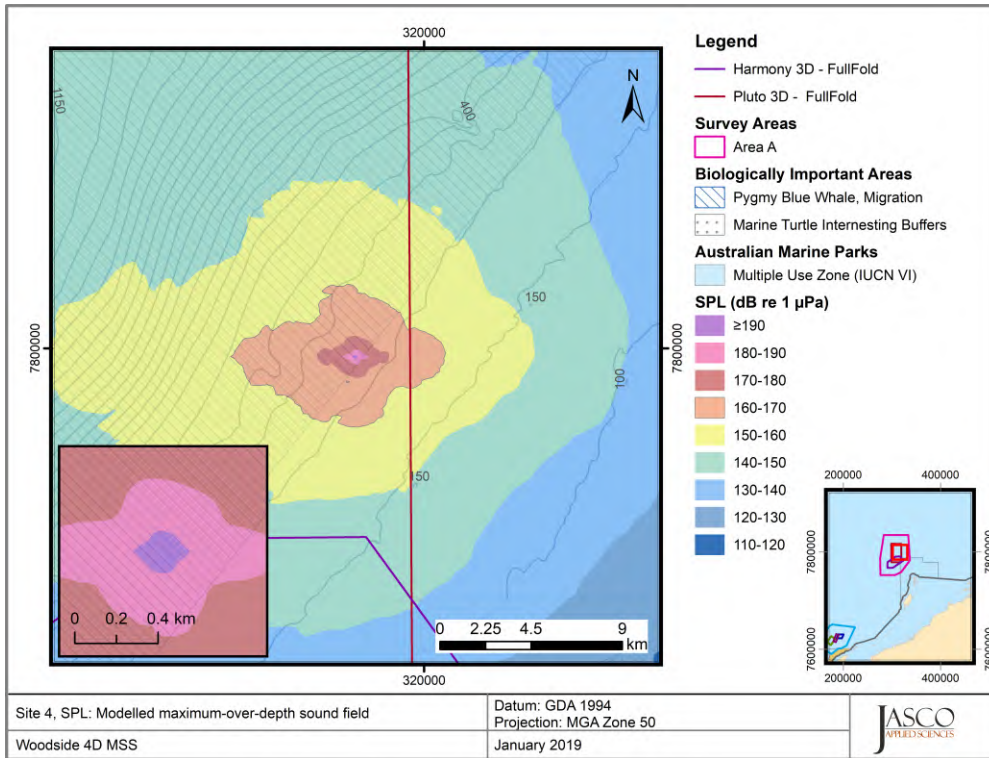 320000
7800000
7800000
320000
1150
400
150
100
150
N
0 0.2 0.4 km
0 2.25 4.5 9
km
Legend
Harmony 3D - FullFold
Pluto 3D - FullFold
Survey Areas
Area A
Biologically Important Areas
Pygmy Blue Whale, Migration
Marine Turtle Internesting Buffers
Australian Marine Parks
Multiple Use Zone (IUCN VI)
SPL (dB re 1 µPa)
≥190
180-190
170-180
160-170
150-160
140-150
130-140
120-130
110-120
200000 400000
7800000
7800000
7600000
7600000
200000 400000
Site 4, SPL: Modelled maximum-over-depth sound field
Datum: GDA 1994
Projection: MGA Zone 50
Woodside 4D MSS
January 2019
JASCO
APPLIED SCIENCES